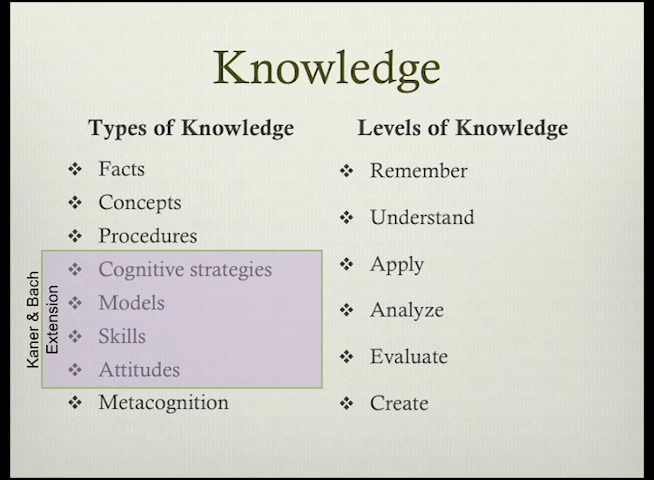 Knowledge
Types of Knowledge
Facts
Concepts
Procedures
Cognitive strategies
Models
Skills
Attitudes
Metacognition
Kaner & Bach
Extension
Levels of Knowledge
Remember
Understand
Apply
Analyze
Evaluate
Create